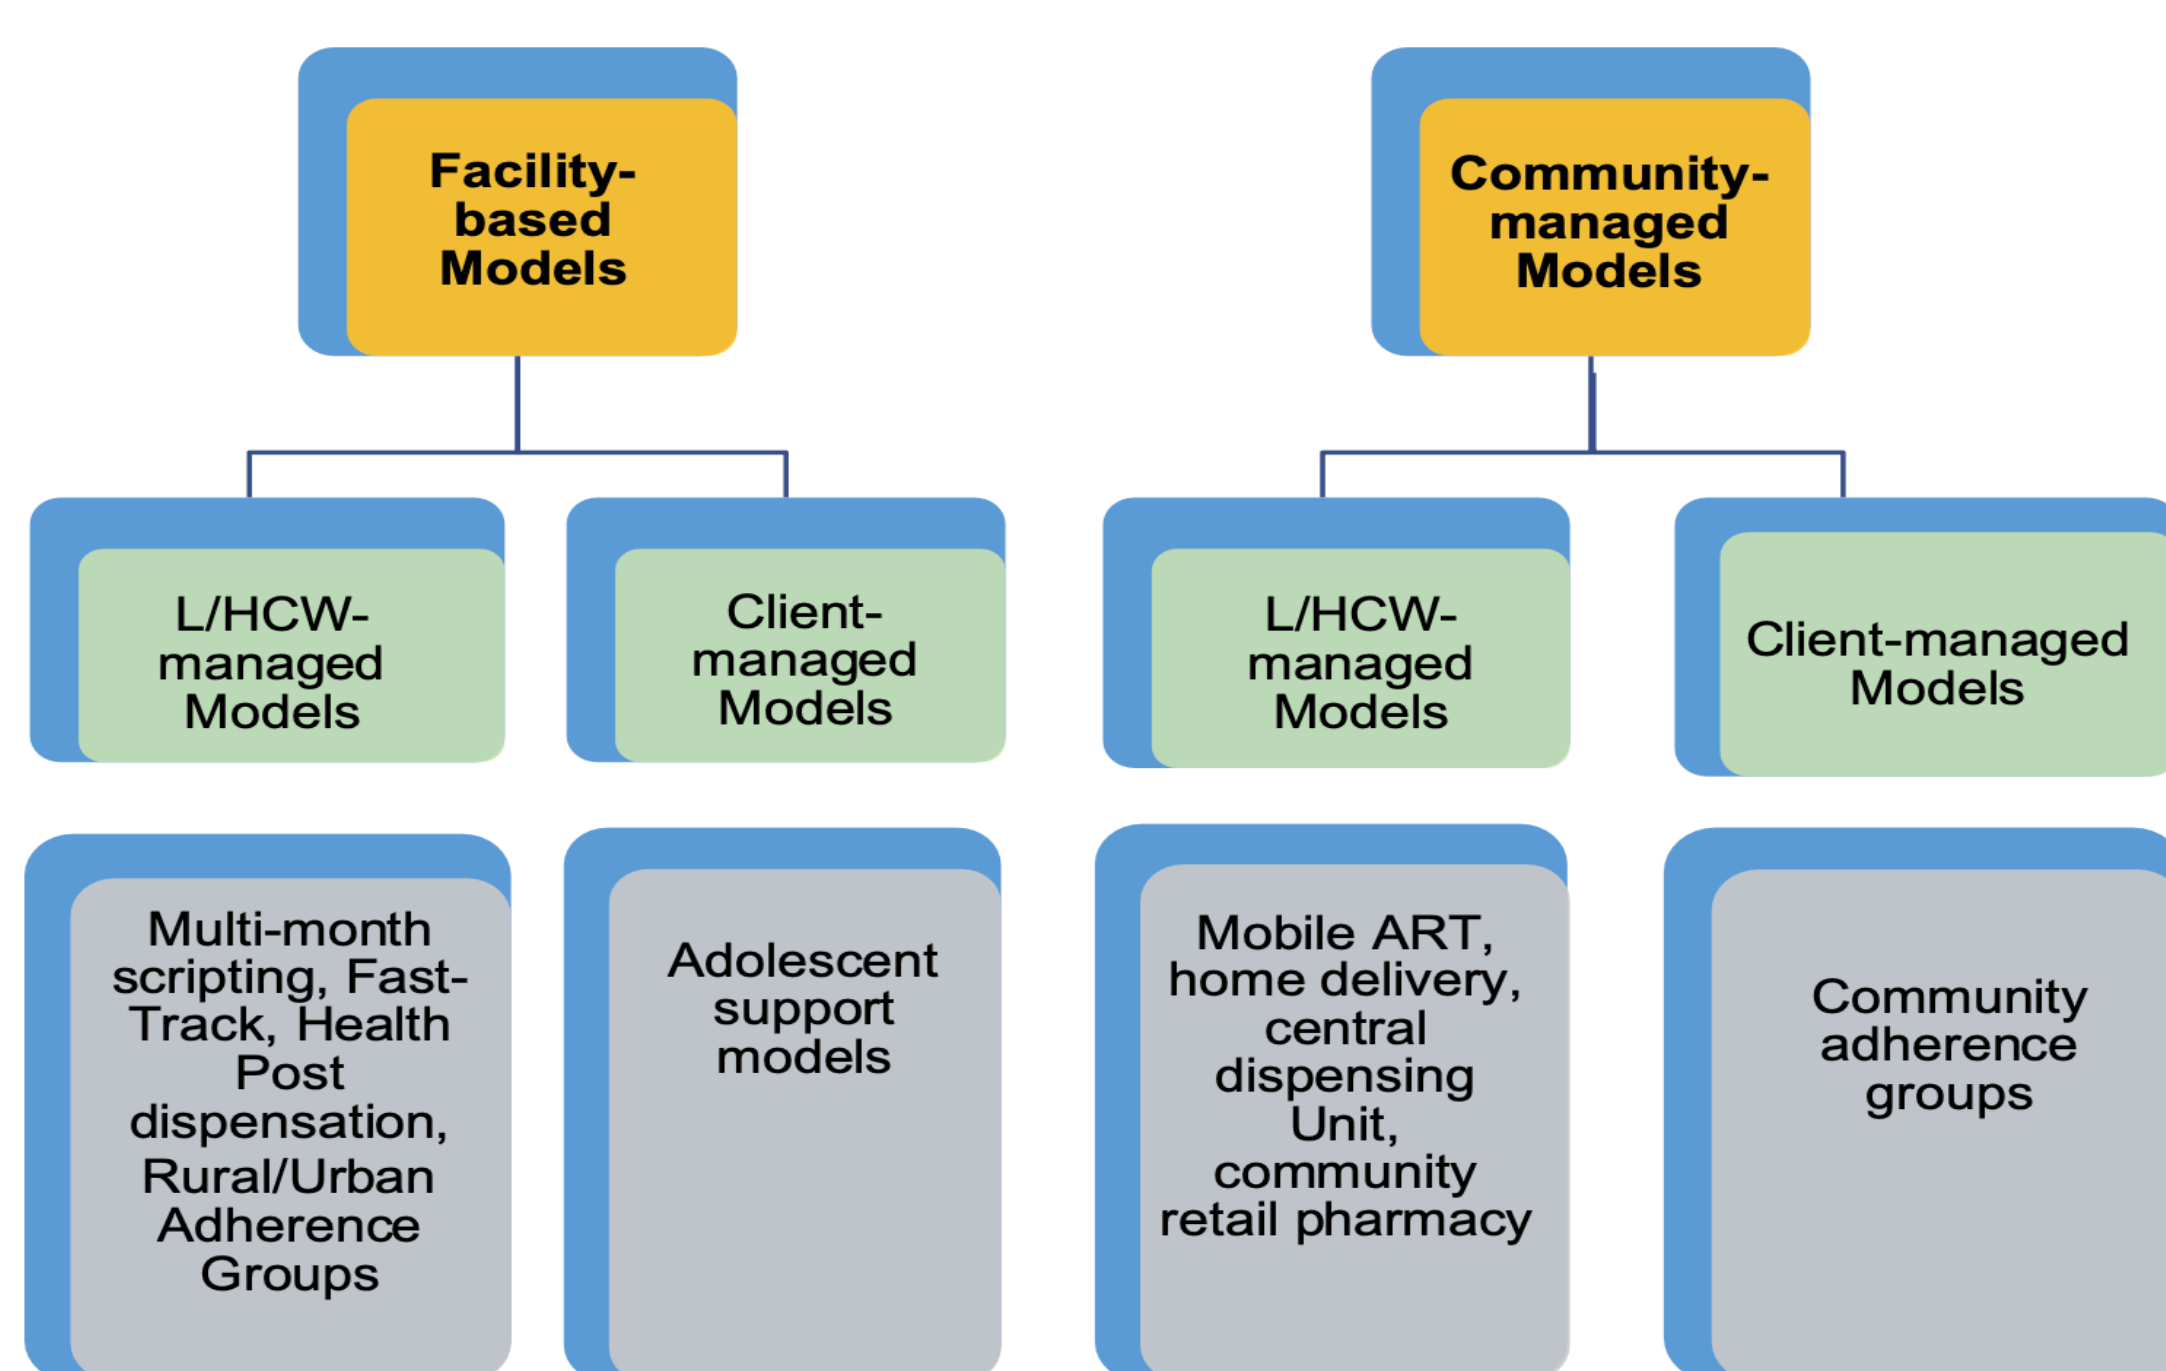 Facility-
based
Models
Community-
managed
Models
L/HCW-
managed
Models
Client-
managed
Models
L/HCW-
managed
Models
Client-managed
Models
Multi-month
scripting, Fast-
Track, Health
Post
dispensation,
Rural/Urban
Adherence
Groups
Adolescent
support
models
Mobile ART,
home delivery,
central
dispensing
Unit,
community
retail pharmacy
Community
adherence
groups